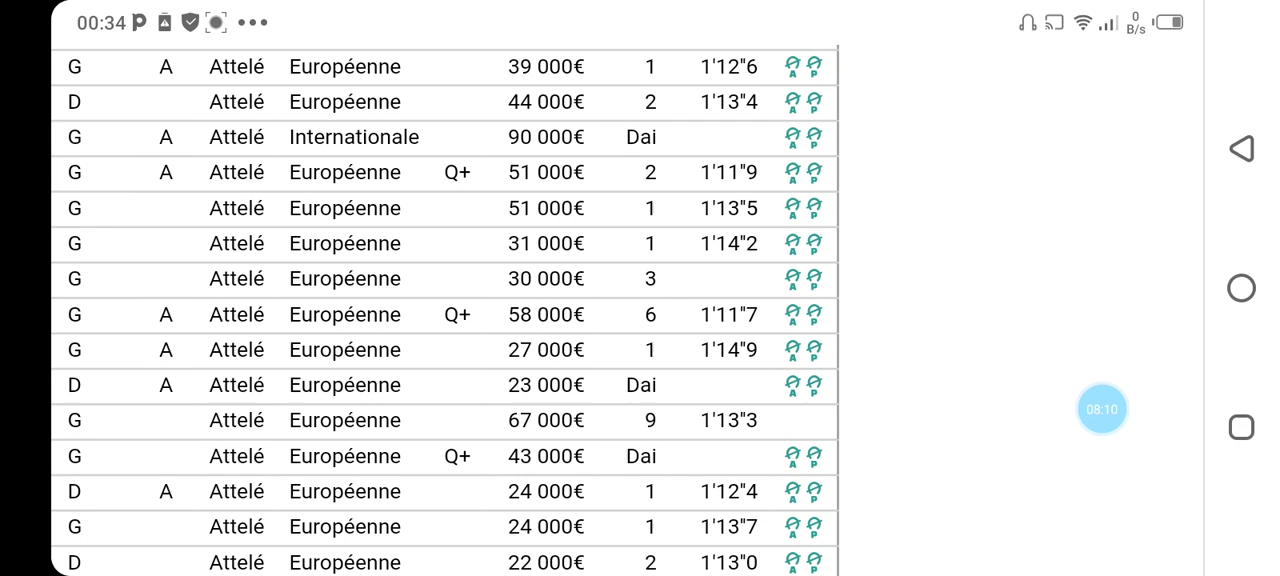 00:34 P ••• 0 B/s
G A Attelé Européenne 39 000€ 1 1'12"6 A P
D Attelé Européenne 44 000€ 2 1'13"4 A P
G A Attelé Internationale 90 000€ Dai A P
G A Attelé Européenne Q+ 51 000€ 2 1'11"9 A P
G Attelé Européenne 51 000€ 1 1'13"5 A P
G Attelé Européenne 31 000€ 1 1'14"2 A P
G Attelé Européenne 30 000€ 3 A P
G A Attelé Européenne Q+ 58 000€ 6 1'11"7 A P
G A Attelé Européenne 27 000€ 1 1'14"9 A P
D A Attelé Européenne 23 000€ Dai A P
08:10
G Attelé Européenne 67 000€ 9 1'13"3
G Attelé Européenne Q+ 43 000€ Dai A P
D A Attelé Européenne 24 000€ 1 1'12"4 A P
G Attelé Européenne 24 000€ 1 1'13"7 A P
D Attelé Européenne 22 000€ 2 1'13"0 A P